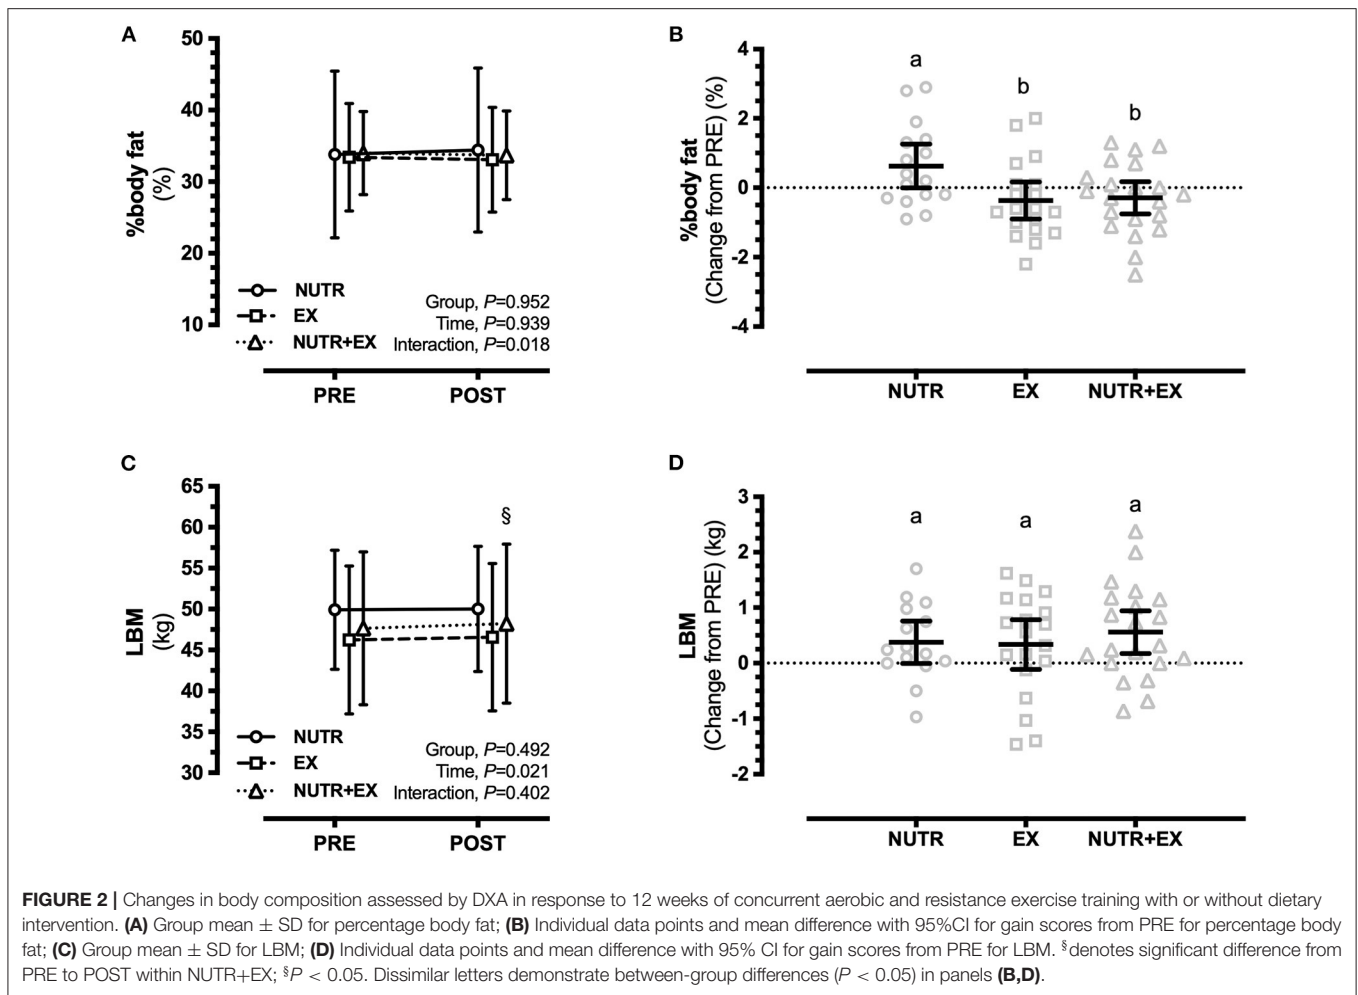 A
50
40
30
20
10
%body fat
(%)
NUTR
EX
NUTR+EX
Group, P=0.952
Time, P=0.939
Interaction, P=0.018
PRE
POST
B
4
2
0
-2
-4
%body fat
(Change from PRE) (%)
a
b
b
NUTR
EX
NUTR+EX
C
65
60
55
50
45
40
35
30
LBM
(kg)
§
NUTR
EX
NUTR+EX
Group, P=0.492
Time, P=0.021
Interaction, P=0.402
PRE
POST
D
3
2
1
0
-1
-2
LBM
(Change from PRE) (kg)
a
a
a
NUTR
EX
NUTR+EX
FIGURE 2 | Changes in body composition assessed by DXA in response to 12 weeks of concurrent aerobic and resistance exercise training with or without dietary
intervention. (A) Group mean ± SD for percentage body fat; (B) Individual data points and mean difference with 95%CI for gain scores from PRE for percentage body
fat; (C) Group mean ± SD for LBM; (D) Individual data points and mean difference with 95% CI for gain scores from PRE for LBM. §denotes significant difference from
PRE to POST within NUTR+EX; §P < 0.05. Dissimilar letters demonstrate between-group differences (P < 0.05) in panels (B,D).